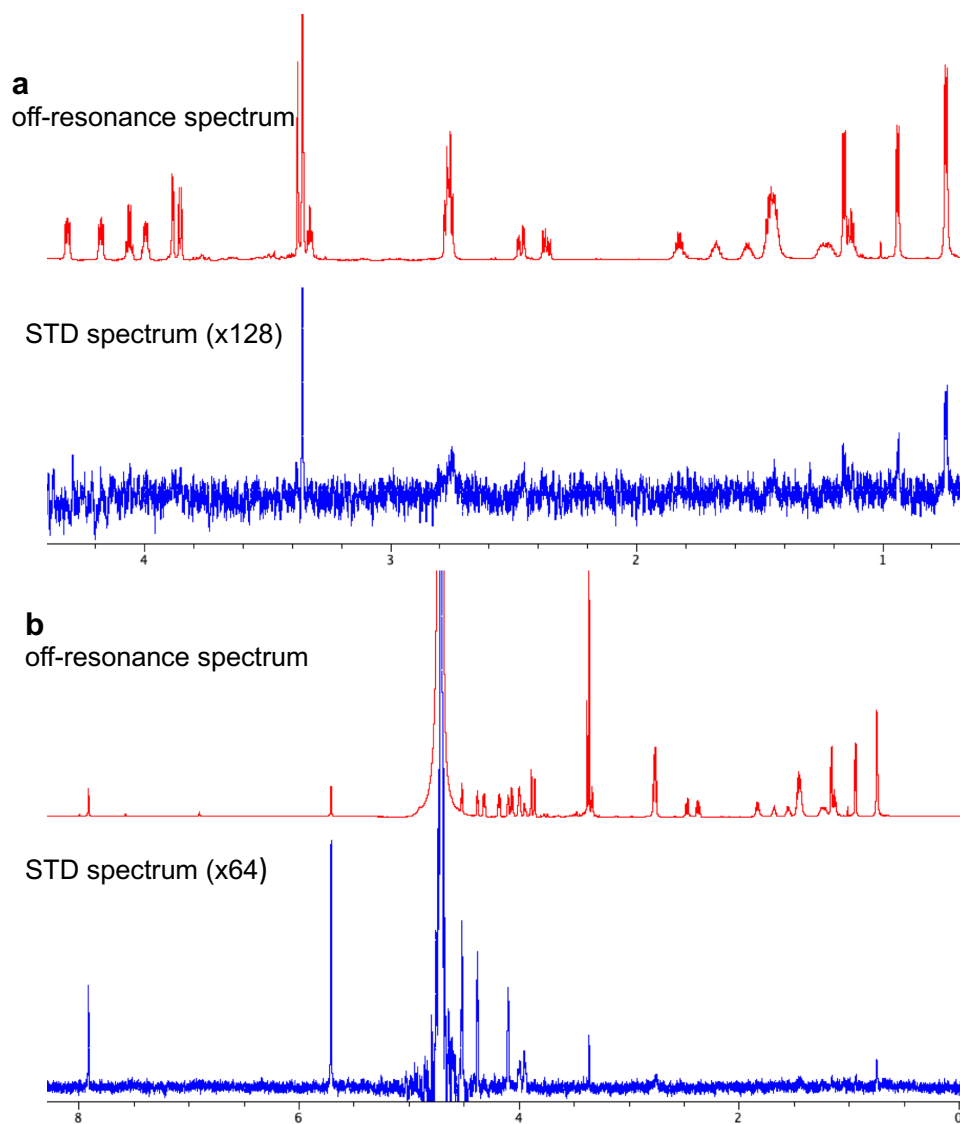 a
off-resonance spectrum
STD spectrum (x128)
4 3 2 1
b
off-resonance spectrum
STD spectrum (x64)
8 6 4 2 0